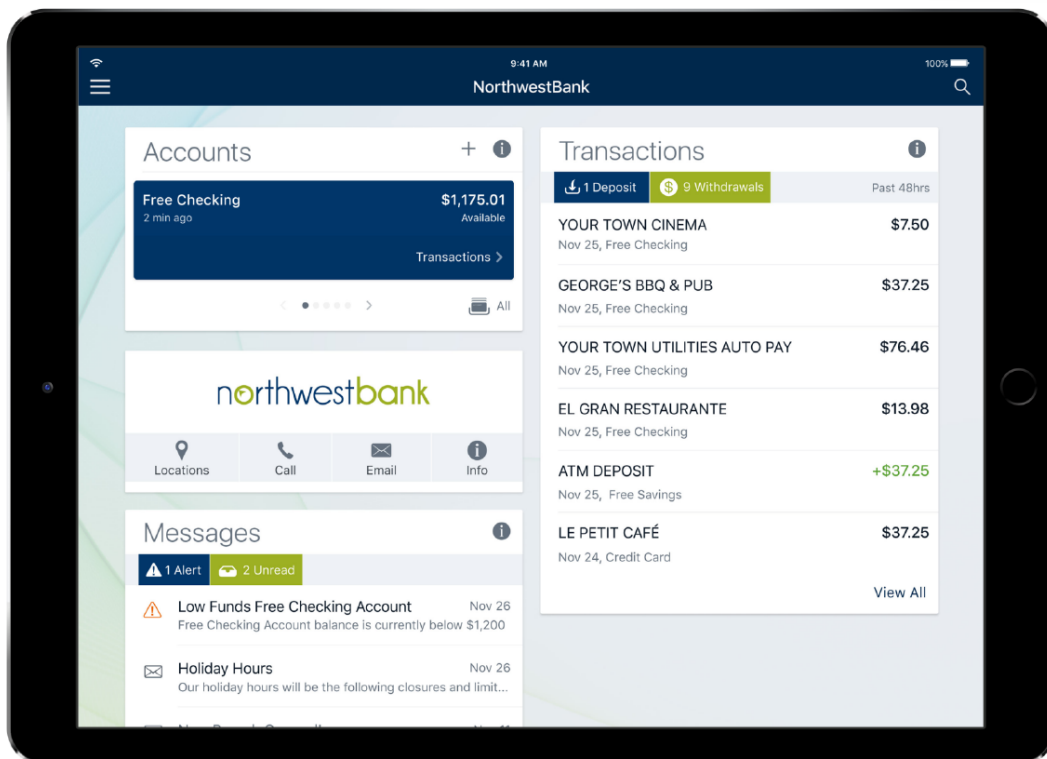 9:41 AM
100%
NorthwestBank
Accounts
Free Checking
$1,175.01
2 min ago
Available
Transactions
All
northwestbank
Locations
Call
Email
Info
Messages
1 Alert
2 Unread
Low Funds Free Checking Account
Nov 26
Free Checking Account balance is currently below $1,200
Holiday Hours
Nov 26
Our holiday hours will be the following closures and limit...
Transactions
1 Deposit
9 Withdrawals
Past 48hrs
YOUR TOWN CINEMA
$7.50
Nov 25, Free Checking
GEORGE'S BBQ & PUB
$37.25
Nov 25, Free Checking
YOUR TOWN UTILITIES AUTO PAY
$76.46
Nov 25, Free Checking
EL GRAN RESTAURANTE
$13.98
Nov 25, Free Checking
ATM DEPOSIT
+$37.25
Nov 25, Free Savings
LE PETIT CAFÉ
$37.25
Nov 24, Credit Card
View All